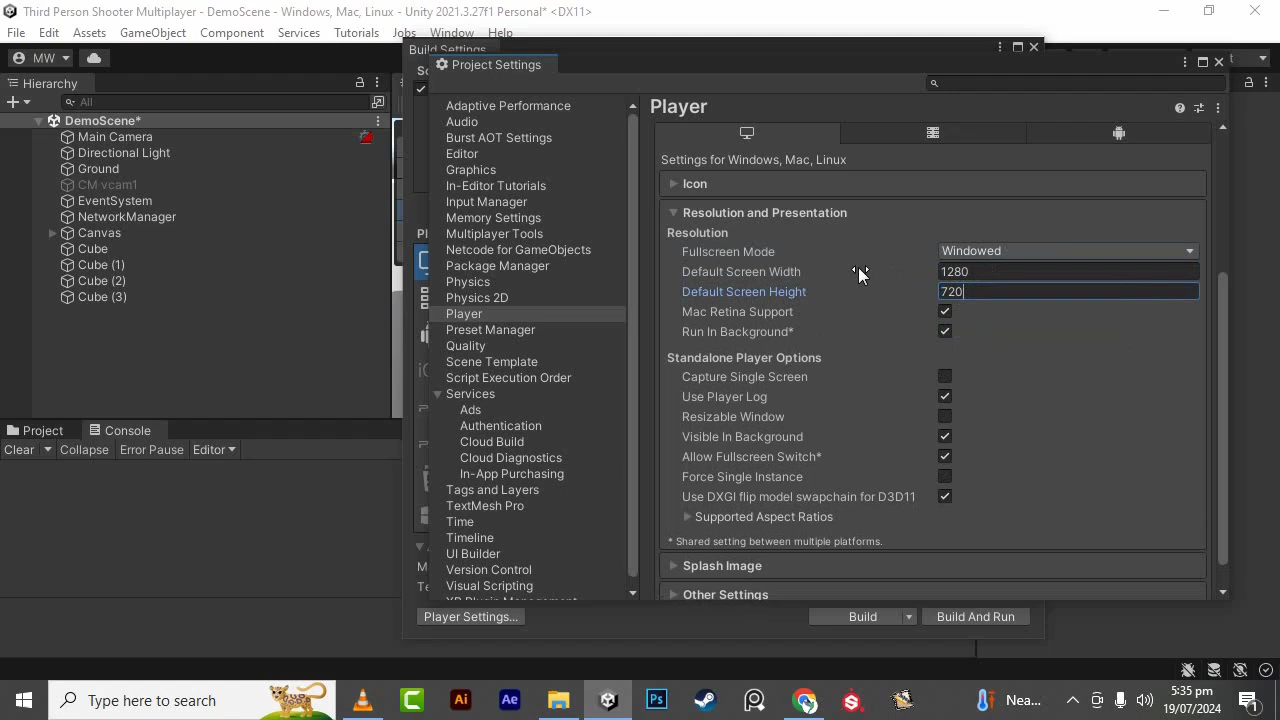 Third Person Shooter Multiplayer - DemoScene - Windows, Mac, Linux - Unity 2021.3.27f1 Personal* <DX11>
File Edit Assets GameObject Component Services Tutorials Jobs Window Help
MW
Build Settings
Project Settings
Hierarchy
All
DemoScene*
Main Camera
Directional Light
Ground
CM vcam1
EventSystem
NetworkManager
Canvas
Cube
Cube (1)
Cube (2)
Cube (3)
Project Console
Clear Collapse Error Pause Editor
Adaptive Performance
Audio
Burst AOT Settings
Editor
Graphics
In-Editor Tutorials
Input Manager
Memory Settings
Multiplayer Tools
Netcode for GameObjects
Package Manager
Physics
Physics 2D
Player
Preset Manager
Quality
Scene Template
Script Execution Order
Services
Ads
Authentication
Cloud Build
Cloud Diagnostics
In-App Purchasing
Tags and Layers
TextMesh Pro
Time
Timeline
UI Builder
Version Control
Visual Scripting
Player
Settings for Windows, Mac, Linux
Icon
Resolution and Presentation
Resolution
Fullscreen Mode Windowed
Default Screen Width 1280
Default Screen Height 720
Mac Retina Support
Run In Background*
Standalone Player Options
Capture Single Screen
Use Player Log
Resizable Window
Visible In Background
Allow Fullscreen Switch*
Force Single Instance
Use DXGI flip model swapchain for D3D11
Supported Aspect Ratios
* Shared setting between multiple platforms.
Splash Image
Other Settings
Player Settings... Build Build And Run
Type here to search
Nea...
5:35 pm
19/07/2024